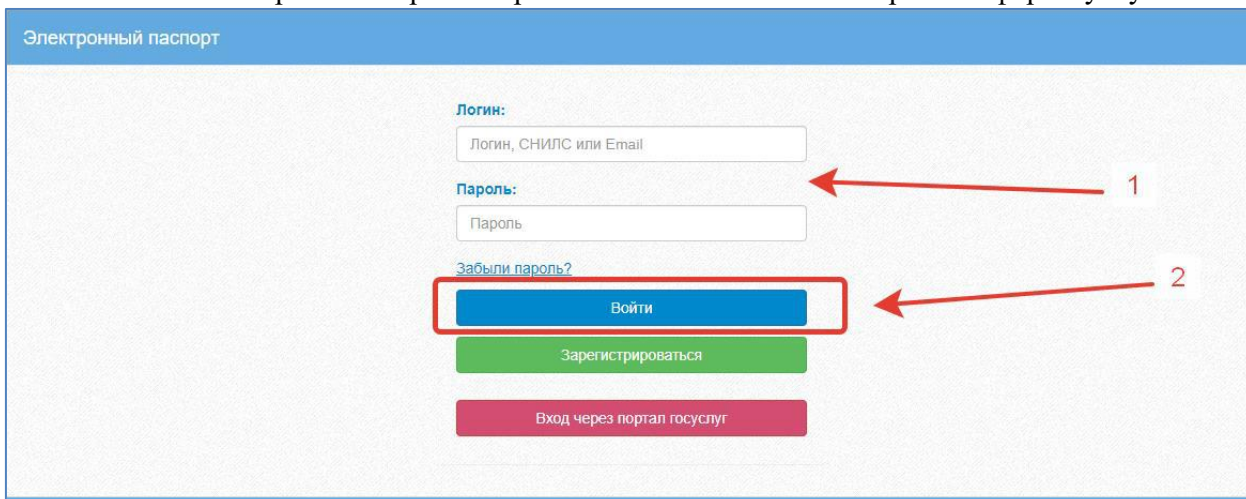 Электронный паспорт
Логин:
Логин, СНИЛС или Email
1
Пароль:
Пароль
Забыли пароль?
2
Войти
Зарегистрироваться
Вход через портал госуслуг